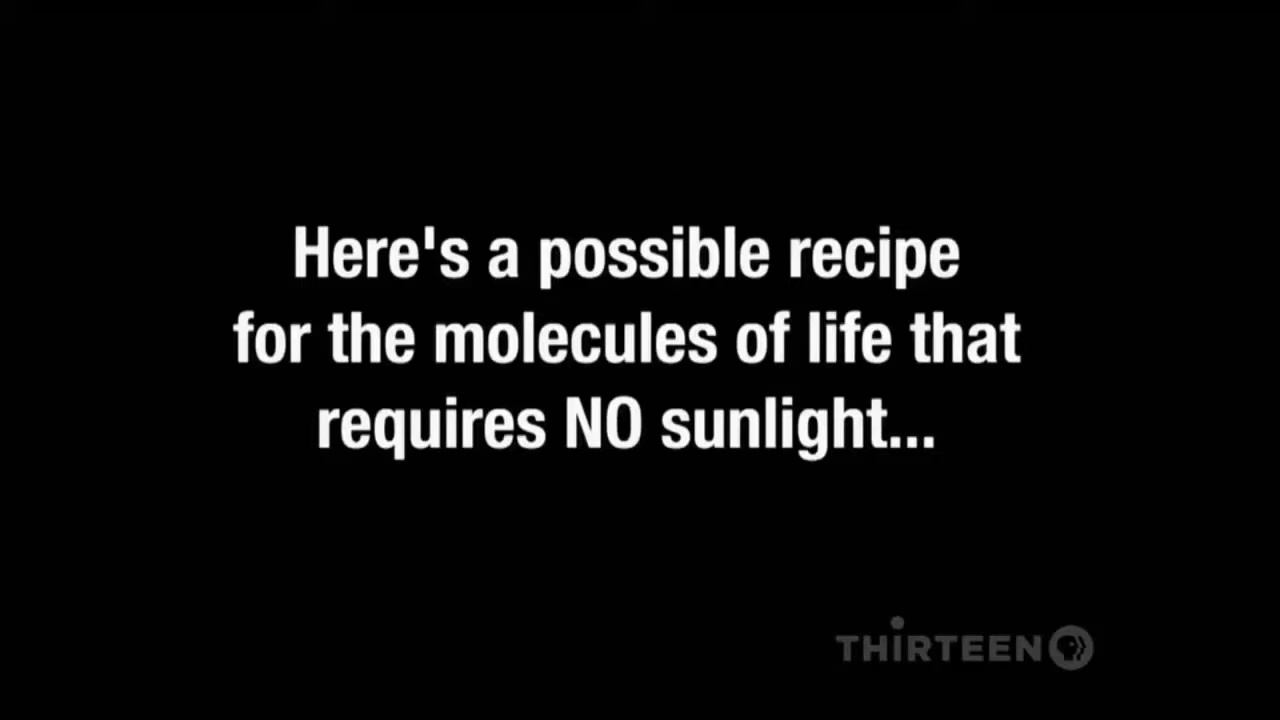 Here's a possible recipe
for the molecules of life that
requires NO sunlight...
THIRTEEN